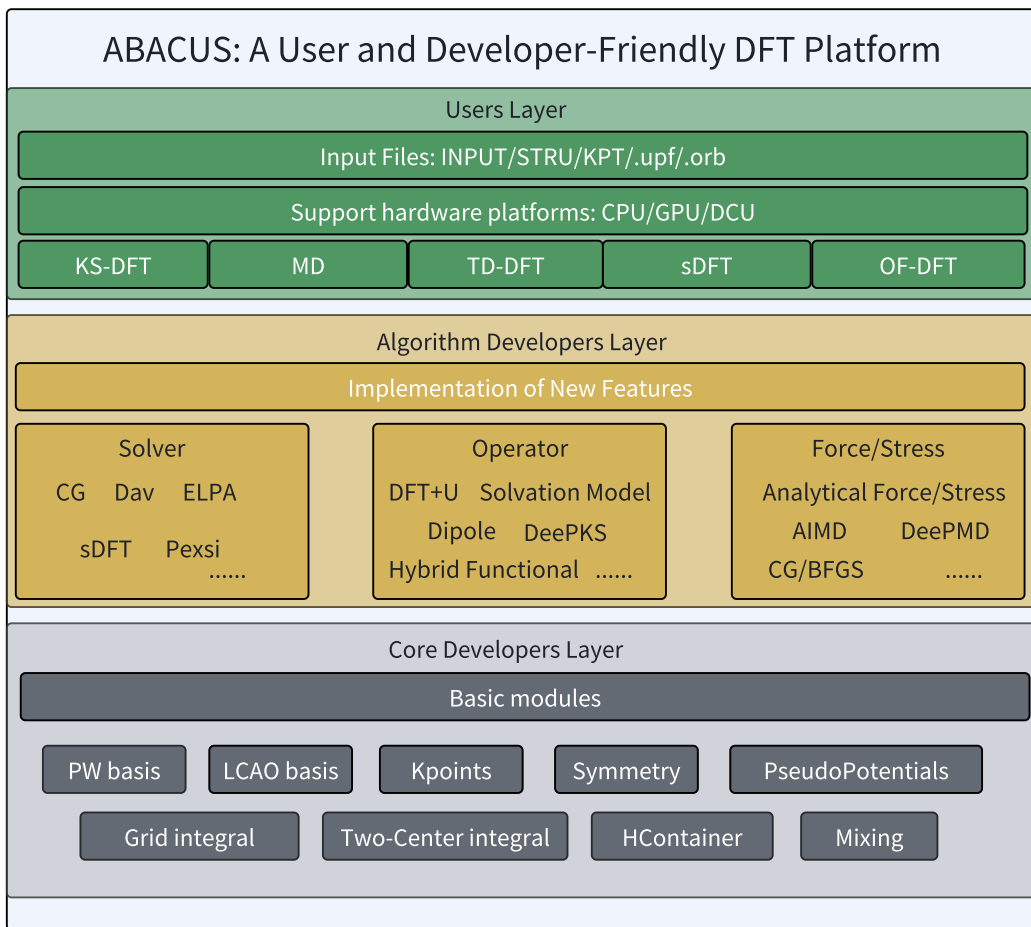 ABACUS: A User and Developer-Friendly DFT Platform
Users Layer
Input Files: INPUT/STRU/KPT/.upf/.orb
Support hardware platforms: CPU/GPU/DCU
KS-DFT MD TD-DFT sDFT OF-DFT
Algorithm Developers Layer
Implementation of New Features
Solver
CG Dav ELPA
sDFT Pexsi
......
Operator
DFT+U Solvation Model
Dipole DeePKS
Hybrid Functional ......
Force/Stress
Analytical Force/Stress
AIMD DeePMD
CG/BFGS ......
Core Developers Layer
Basic modules
PW basis LCAO basis Kpoints Symmetry PseudoPotentials
Grid integral Two-Center integral HContainer Mixing